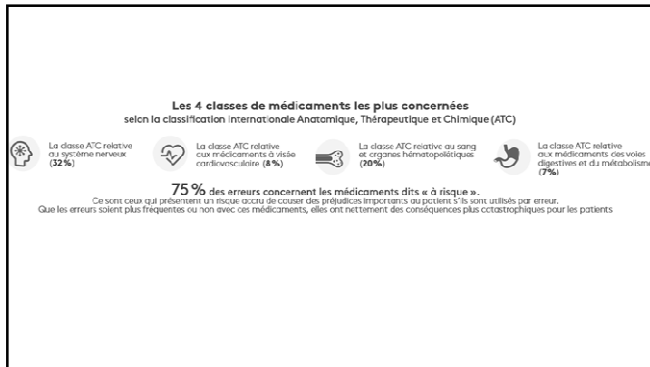 Les 4 classes de médicaments les plus concernées
selon la classification Internationale Anatomique, Thérapeutique et Chimique (ATC)
La classe ATC relative
au système nerveux
(32%)
La classe ATC relative
aux médicaments à visée
cardiovasculaire (8%)
La classe ATC relative au sang
et organes hématopoïétiques
(20%)
La classe ATC relative
aux médicaments des voies
digestives et du métabolisme
(7%)
75 % des erreurs concernent les médicaments dits « à risque ».
Ce sont ceux qui présentent un risque accru de causer des préjudices importants au patient s'ils sont utilisés par erreur.
Que les erreurs soient plus fréquentes ou non avec ces médicaments, elles ont nettement des conséquences plus catastrophiques pour les patients